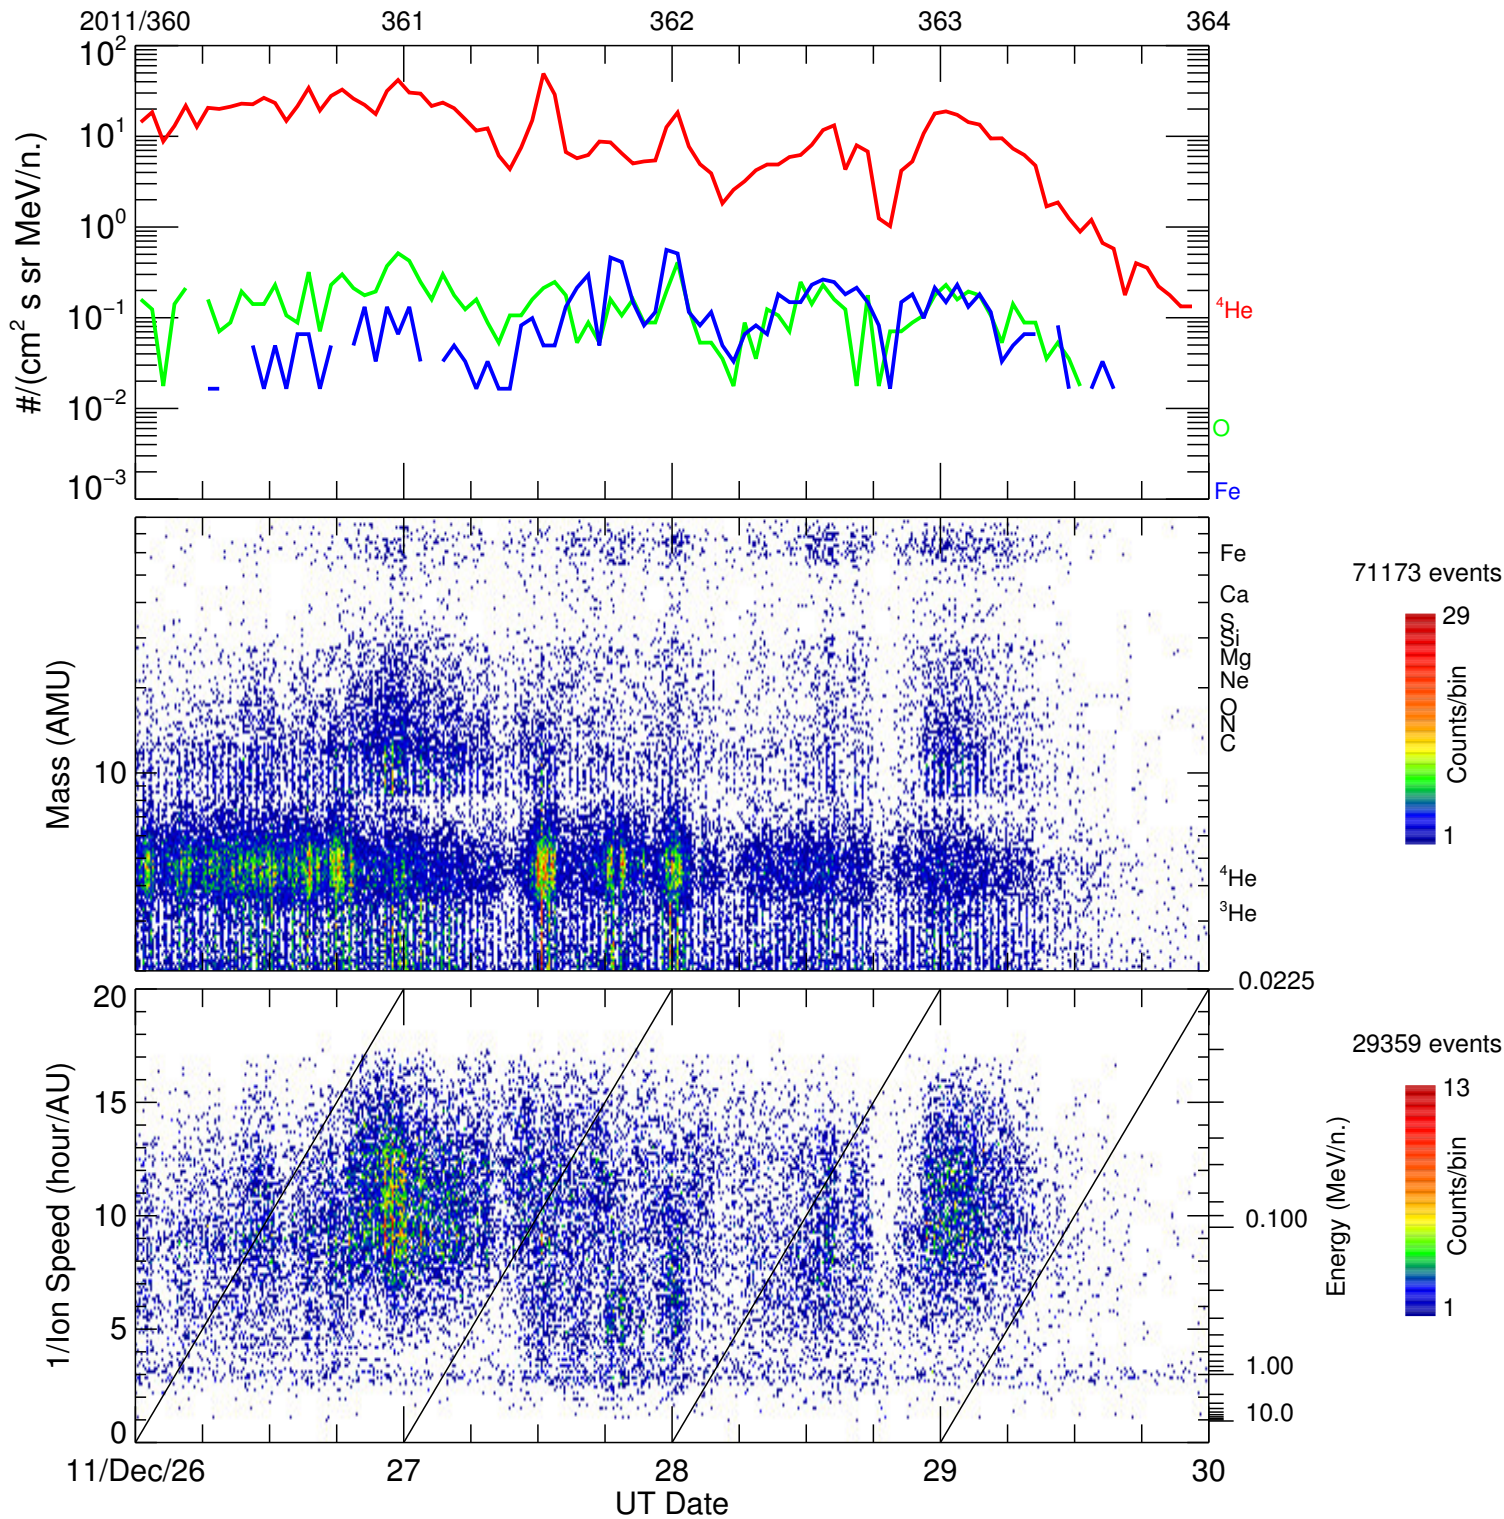 2011/360 361 362 363 364
10^2
10^1
10^0
10^-1
10^-2
10^-3
#/(cm^2 s sr MeV/n.)
^4He
O
Fe
Mass (AMU)
10
Fe
Ca
S
Si
Mg
Ne
O
N
C
^4He
^3He
71173 events
29
Counts/bin
1
1/Ion Speed (hour/AU)
20
15
10
5
0
0.0225
0.100
1.00
10.0
Energy (MeV/n.)
29359 events
13
Counts/bin
1
11/Dec/26 27 28 29 30
UT Date